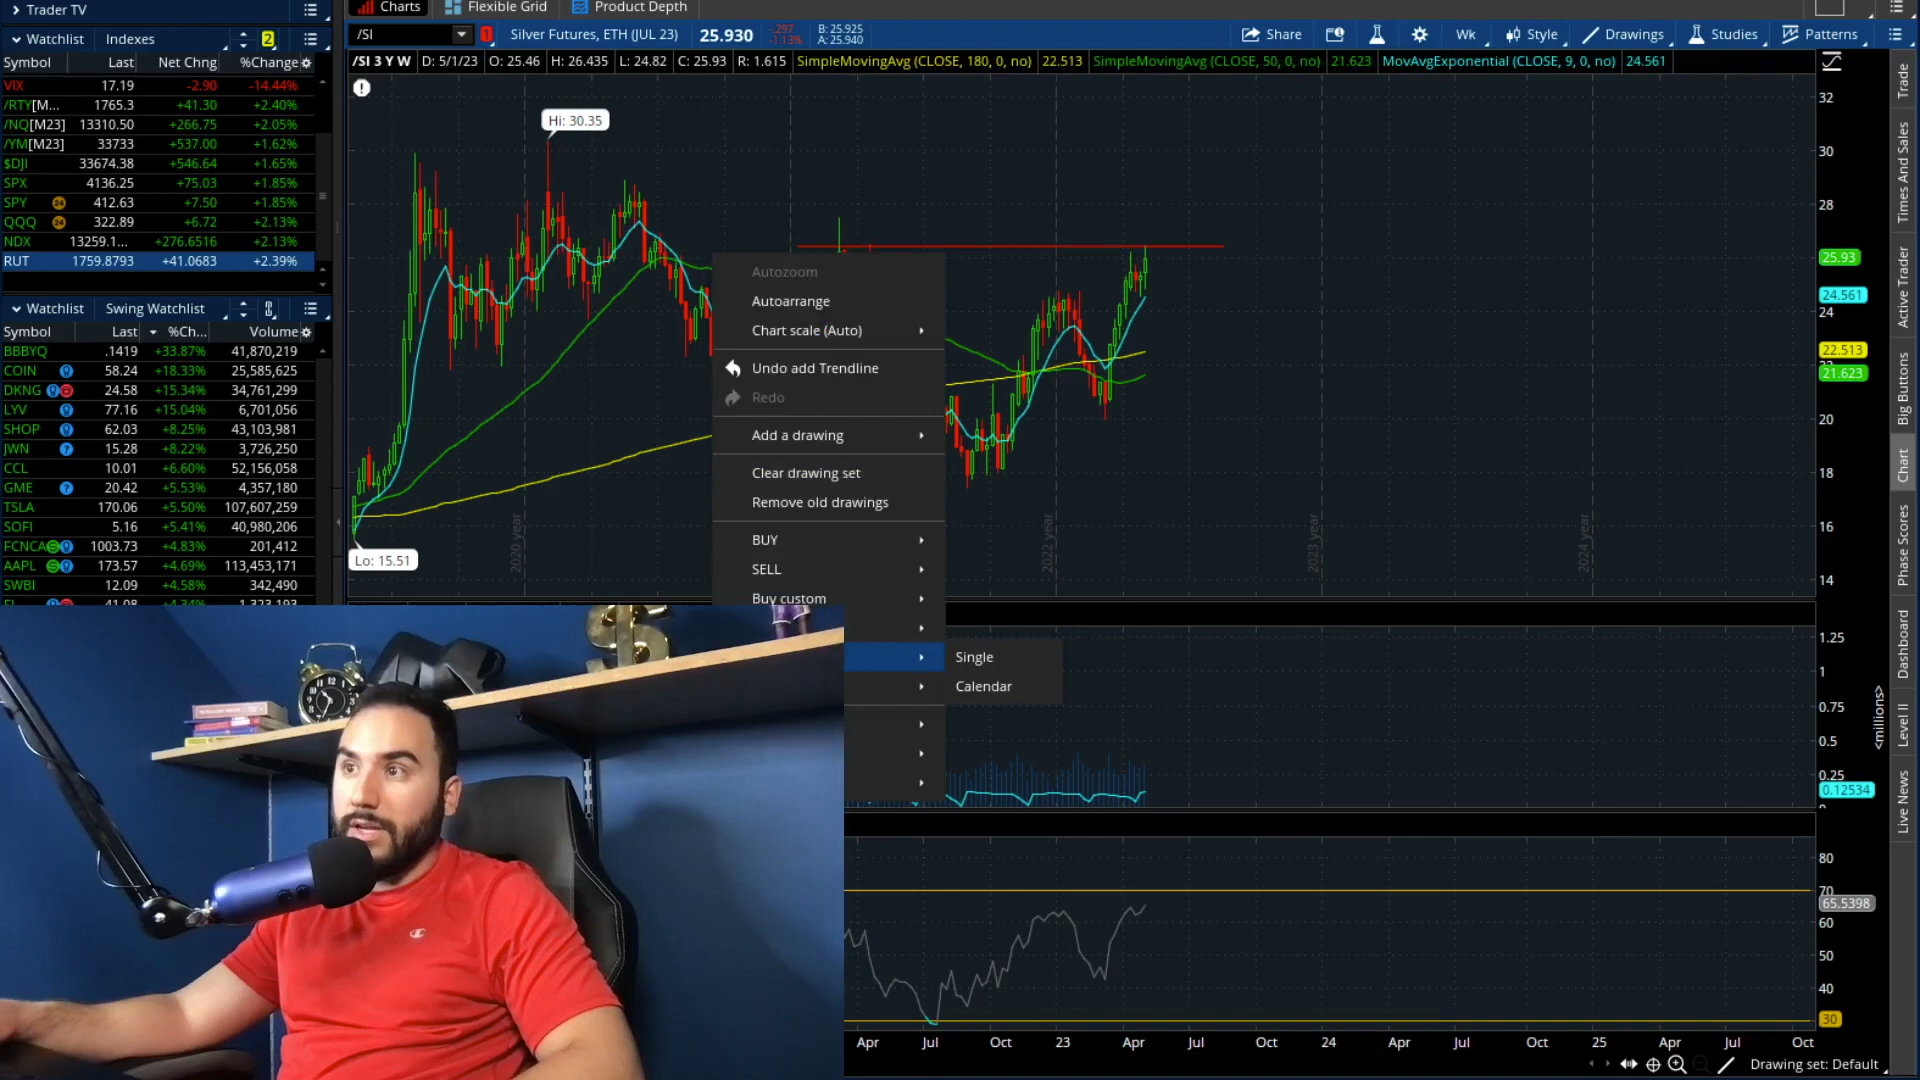 Trader TV
Charts
Flexible Grid
Product Depth
Watchlist
Indexes
2
/SI
Silver Futures, ETH (JUL 23)
25.930
-.297
-1.13%
B: 25.925
A: 25.940
Share
Wk
Style
Drawings
Studies
Patterns
Symbol Last Net Chng %Change
/SI 3 Y W D: 5/1/23 O: 25.46 H: 26.435 L: 24.82 C: 25.93 R: 1.615 SimpleMovingAvg (CLOSE, 180, 0, no) 22.513 SimpleMovingAvg (CLOSE, 50, 0, no) 21.623 MovAvgExponential (CLOSE, 9, 0, no) 24.561
VIX 17.19 -2.90 -14.44%
/RTY[M... 1765.3 +41.30 +2.40%
/NQ[M23] 13310.50 +266.75 +2.05%
/YM[M23] 33733 +537.00 +1.62%
$DJI 33674.38 +546.64 +1.65%
SPX 4136.25 +75.03 +1.85%
SPY 24 412.63 +7.50 +1.85%
QQQ 24 322.89 +6.72 +2.13%
NDX 13259.1... +276.6516 +2.13%
RUT 1759.8793 +41.0683 +2.39%
Watchlist
Swing Watchlist
Symbol Last %Ch... Volume
BBBYQ .1419 +33.87% 41,870,219
COIN 58.24 +18.33% 25,585,625
DKNG 24.58 +15.34% 34,761,299
LYV 77.16 +15.04% 6,701,056
SHOP 62.03 +8.25% 43,103,981
JWN 15.28 +8.22% 3,726,250
CCL 10.01 +6.60% 52,156,058
GME 20.42 +5.53% 4,357,180
TSLA 170.06 +5.50% 107,607,259
SOFI 5.16 +5.41% 40,980,206
FCNCA 1003.73 +4.83% 201,412
AAPL 173.57 +4.69% 113,453,171
SWBI 12.09 +4.58% 342,490
Hi: 30.35
Lo: 15.51
2020 year
2022 year
2023 year
2024 year
Autozoom
Autoarrange
Chart scale (Auto)
Undo add Trendline
Redo
Add a drawing
Clear drawing set
Remove old drawings
BUY
SELL
Buy custom
Single
Calendar
32
30
28
25.93
24.561
24
22.513
21.623
20
18
16
14
1.25
1
0.75
0.5
0.25
0.12534
<millions>
80
70
65.5398
60
50
40
30
Apr Jul Oct 23 Apr Jul Oct 24 Apr Jul Oct 25 Apr Jul Oct
Drawing set: Default
Trade
Times And Sales
Active Trader
Big Buttons
Chart
Phase Scores
Dashboard
Level II
Live News